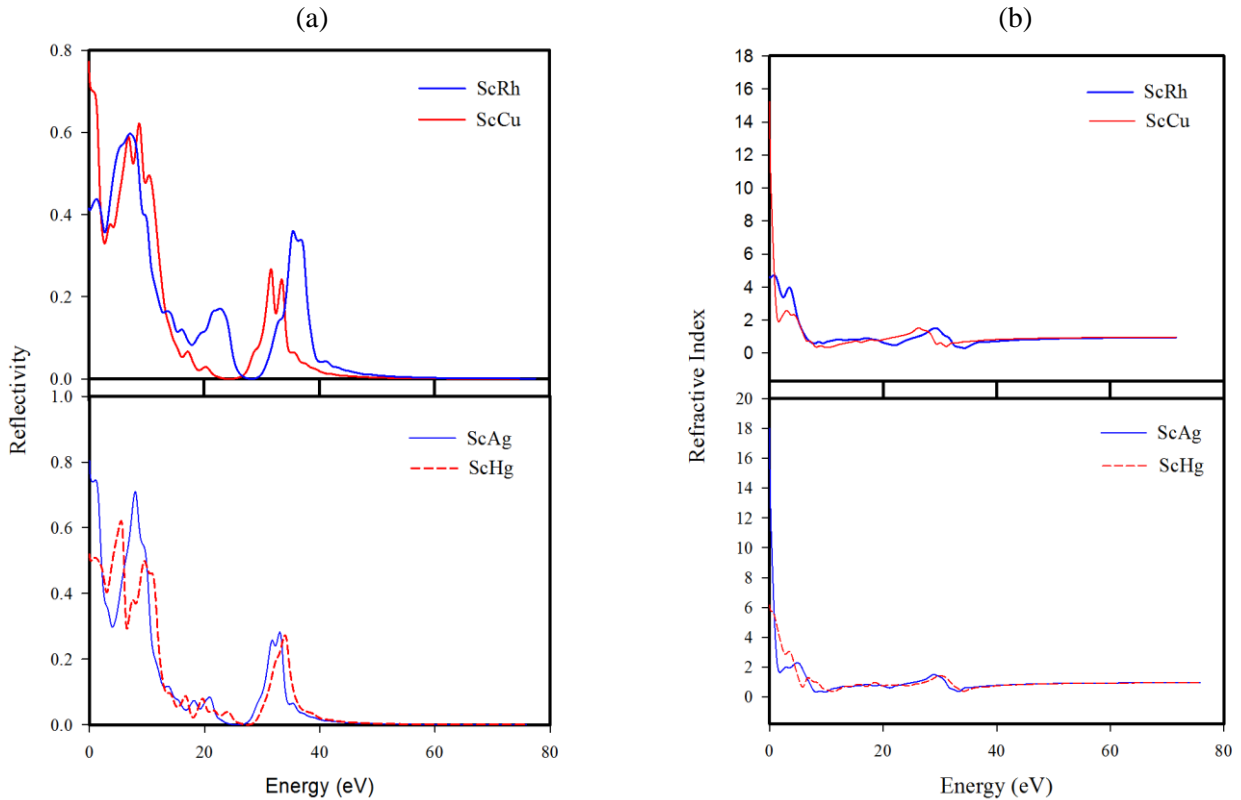 (a)
0.8
0.6
0.4
0.2
0.0
ScRh
ScCu
1.0
0.8
0.6
0.4
0.2
0.0
ScAg
ScHg
0 20 40 60 80
Reflectivity
Energy (eV)
(b)
18
16
14
12
10
8
6
4
2
0
ScRh
ScCu
20
18
16
14
12
10
8
6
4
2
0
ScAg
ScHg
0 20 40 60 80
Refractive Index
Energy (eV)